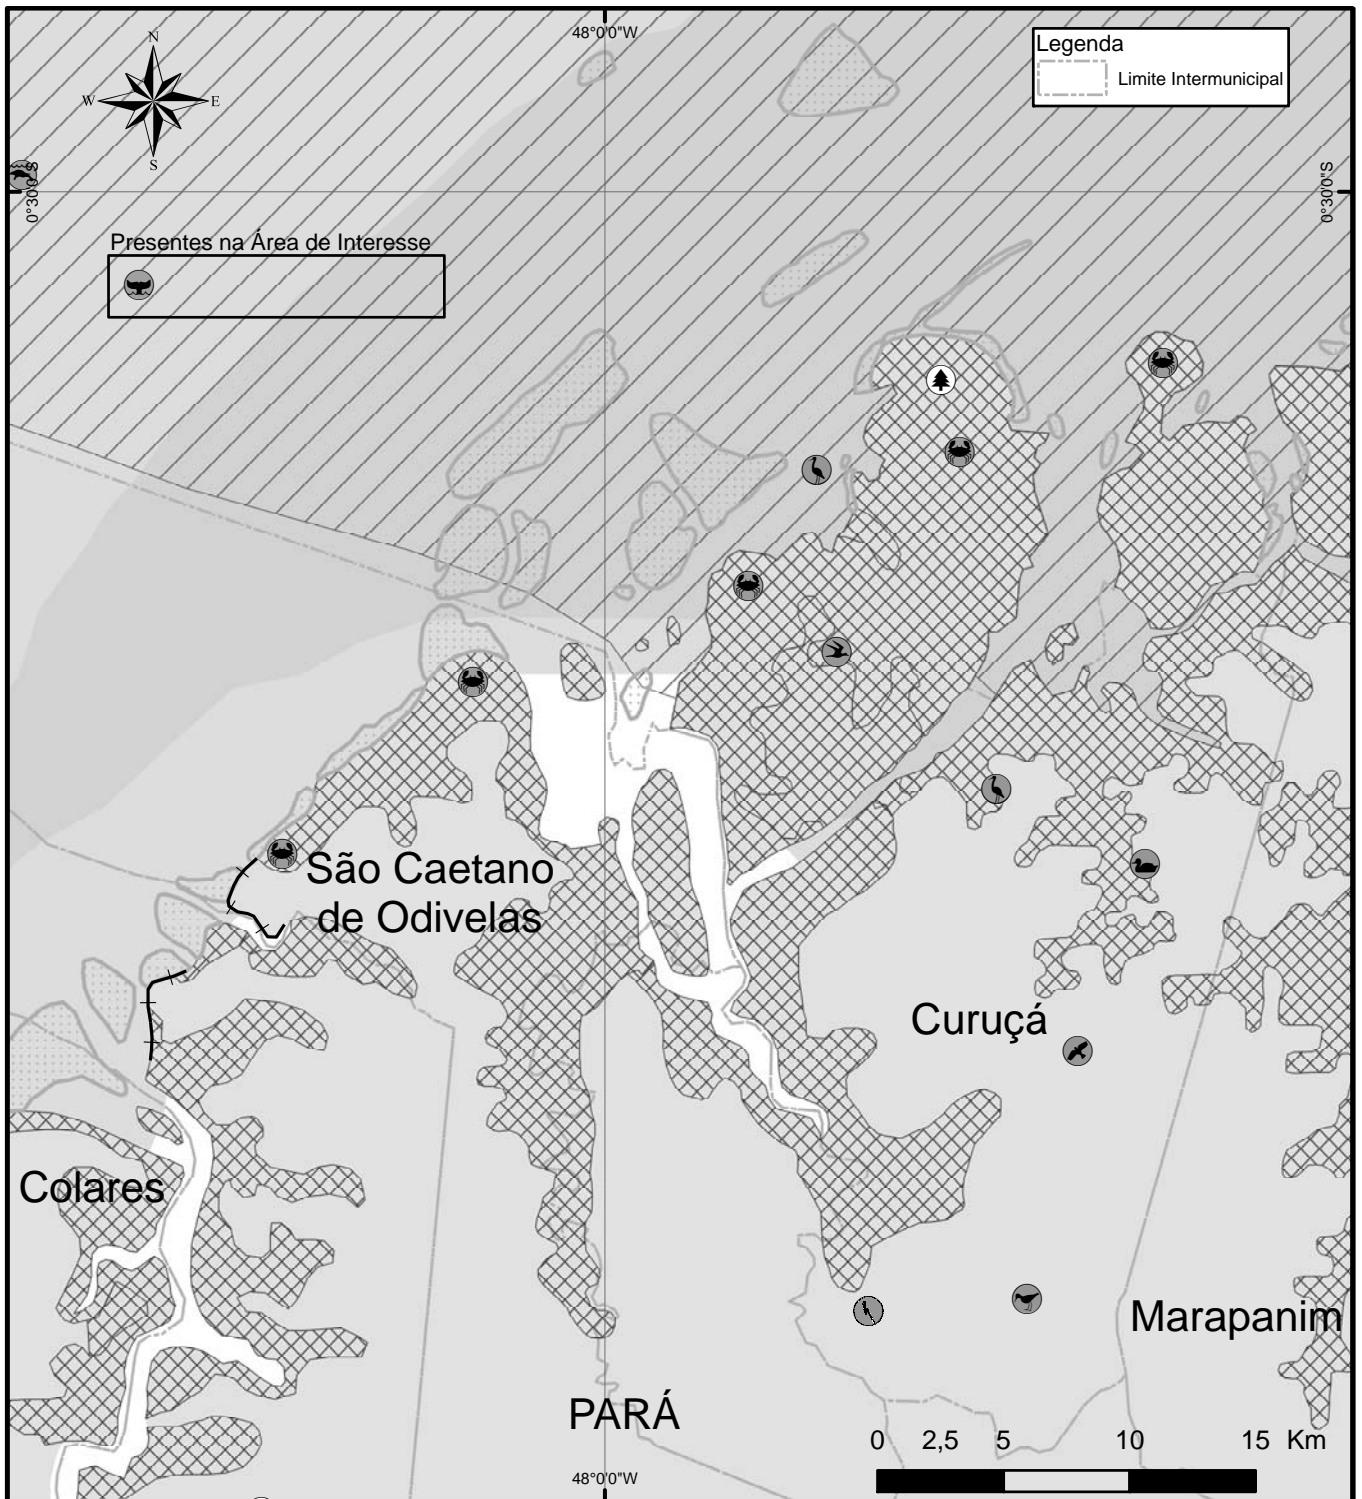 48°0'0"W
Legenda
Limite Intermunicipal
N
W
E
S
0°30'0"S
0°30'0"S
Presentes na Área de Interesse
São Caetano
de Odivelas
Curuçá
Colares
Marapanim
PARÁ
0 2,5 5 10 15 Km
48°0'0"W